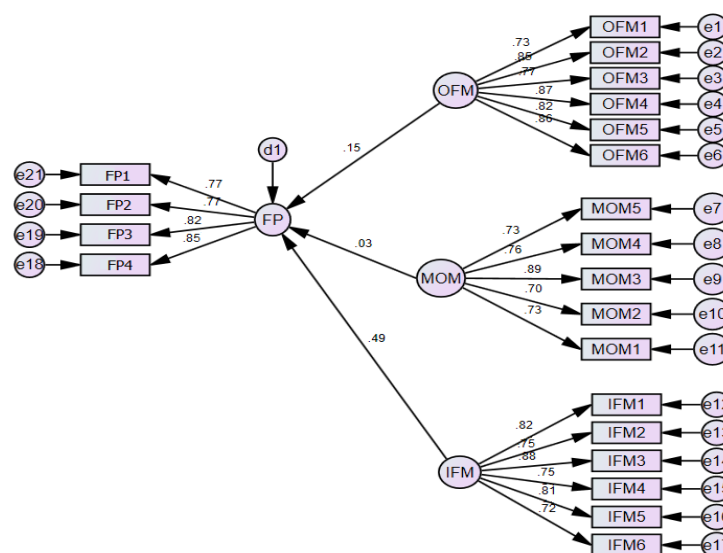 OFM1
e1
.73
OFM2
e2
.85
OFM3
e3
.77
OFM
OFM4
e4
.87
OFM5
e5
.82
OFM6
e6
.86
d1
.15
e21
FP1
.77
e20
FP2
.77
FP
e19
FP3
.82
e18
FP4
.85
.03
MOM
MOM5
e7
.73
MOM4
e8
.76
MOM3
e9
.89
MOM2
e10
.70
MOM1
e11
.73
.49
IFM1
.82
IFM2
.75
IFM3
.88
IFM
IFM4
.75
IFM5
.81
IFM6
.72